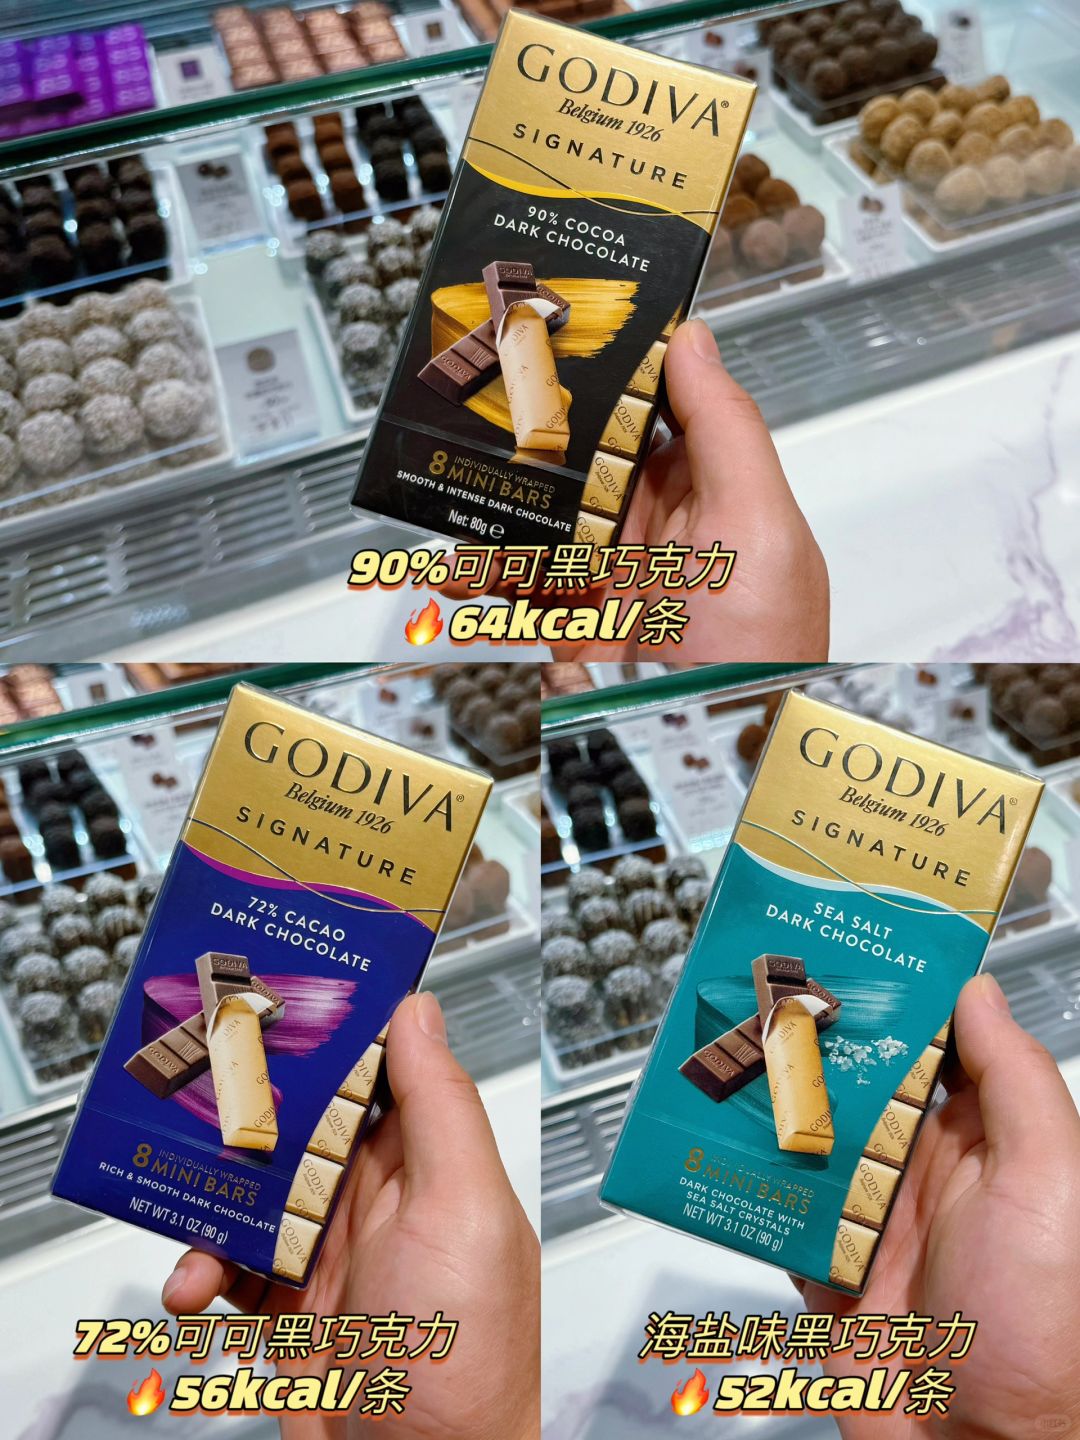 GODIVA®
Belgium 1926
SIGNATURE
90% COCOA
DARK CHOCOLATE
8 INDIVIDUALLY WRAPPED
MINI BARS
SMOOTH & INTENSE DARK CHOCOLATE
Net: 80g ℮
90%可可黑巧克力
🔥64kcal/条
GODIVA®
Belgium 1926
SIGNATURE
72% CACAO
DARK CHOCOLATE
8 INDIVIDUALLY WRAPPED
MINI BARS
RICH & SMOOTH DARK CHOCOLATE
NET WT 3.1 OZ (90 g)
72%可可黑巧克力
🔥56kcal/条
GODIVA®
Belgium 1926
SIGNATURE
SEA SALT
DARK CHOCOLATE
8 INDIVIDUALLY WRAPPED
MINI BARS
DARK CHOCOLATE WITH
SEA SALT CRYSTALS
NET WT 3.1 OZ (90 g)
海盐味黑巧克力
🔥52kcal/条